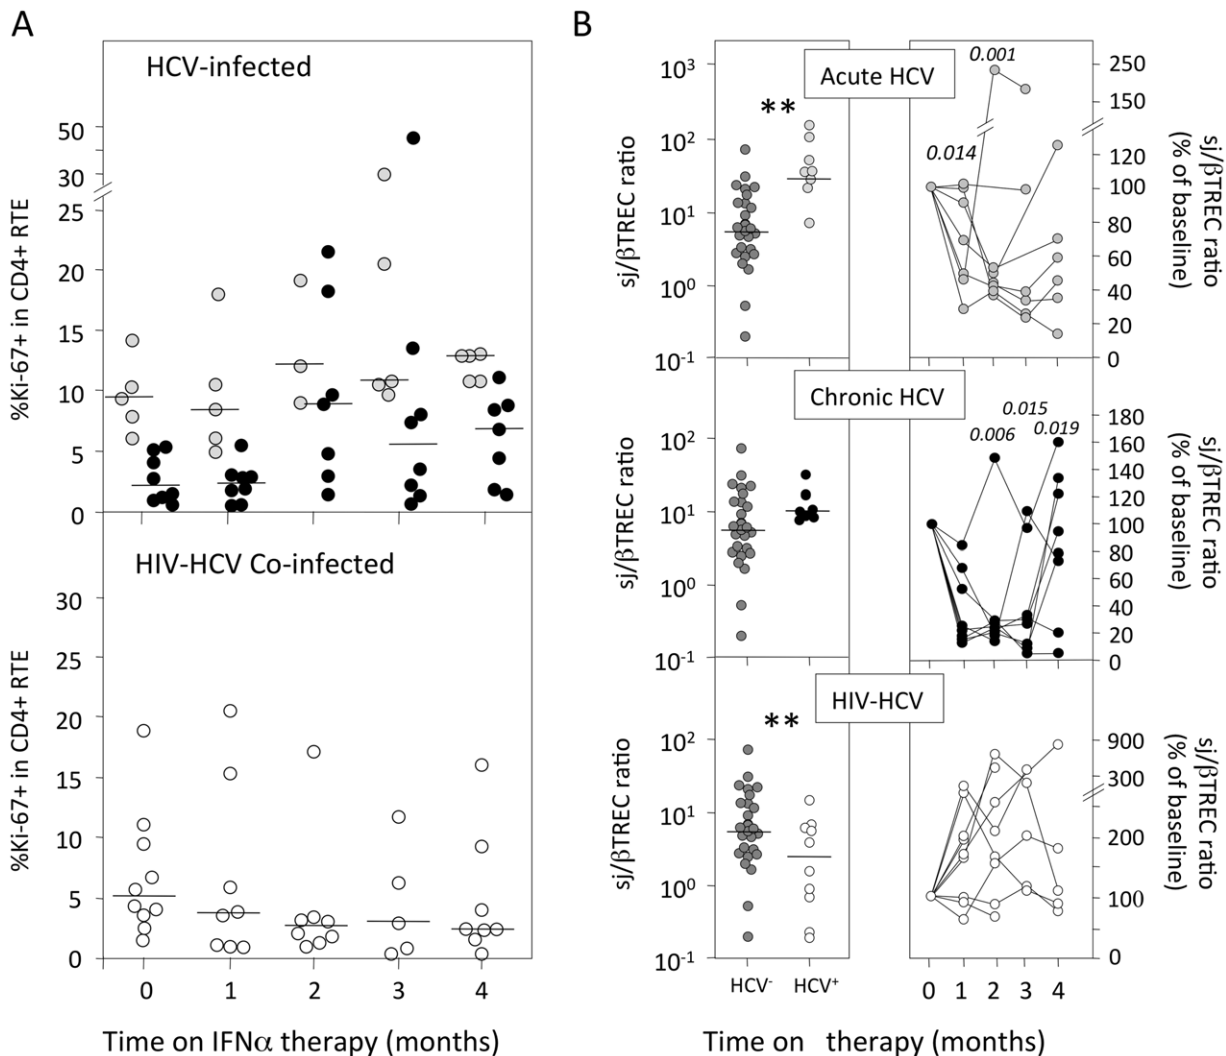 A
HCV-infected
%Ki-67+ in CD4+ RTE
50
30
25
20
15
10
5
0
HIV-HCV Co-infected
%Ki-67+ in CD4+ RTE
30
25
20
15
10
5
0
0 1 2 3 4
Time on IFNα therapy (months)
B
Acute HCV
sj/βTREC ratio
10³
10²
10¹
10⁰
10⁻¹
**
0.014
0.001
250
150
120
100
80
60
40
20
0
sj/βTREC ratio
(% of baseline)
Chronic HCV
sj/βTREC ratio
10²
10¹
10⁰
10⁻¹
0.006
0.015
0.019
180
160
140
120
100
80
60
40
20
0
sj/βTREC ratio
(% of baseline)
HIV-HCV
sj/βTREC ratio
10²
10¹
10⁰
10⁻¹
**
900
300
200
100
0
sj/βTREC ratio
(% of baseline)
HCV⁻ HCV⁺
0 1 2 3 4
Time on therapy (months)